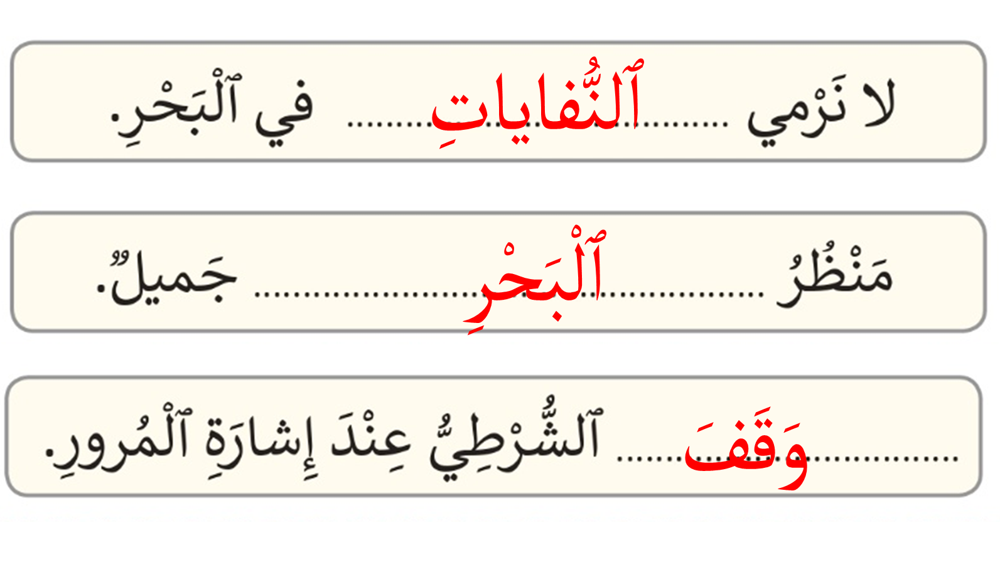 لا نَرْمي ٱلنُّفاياتِ في ٱلْبَحْرِ.
مَنْظُرُ ٱلْبَحْرِ جَميلٌ.
وَقَفَ ٱلشُّرْطِيُّ عِنْدَ إِشارَةِ ٱلْمُرورِ.